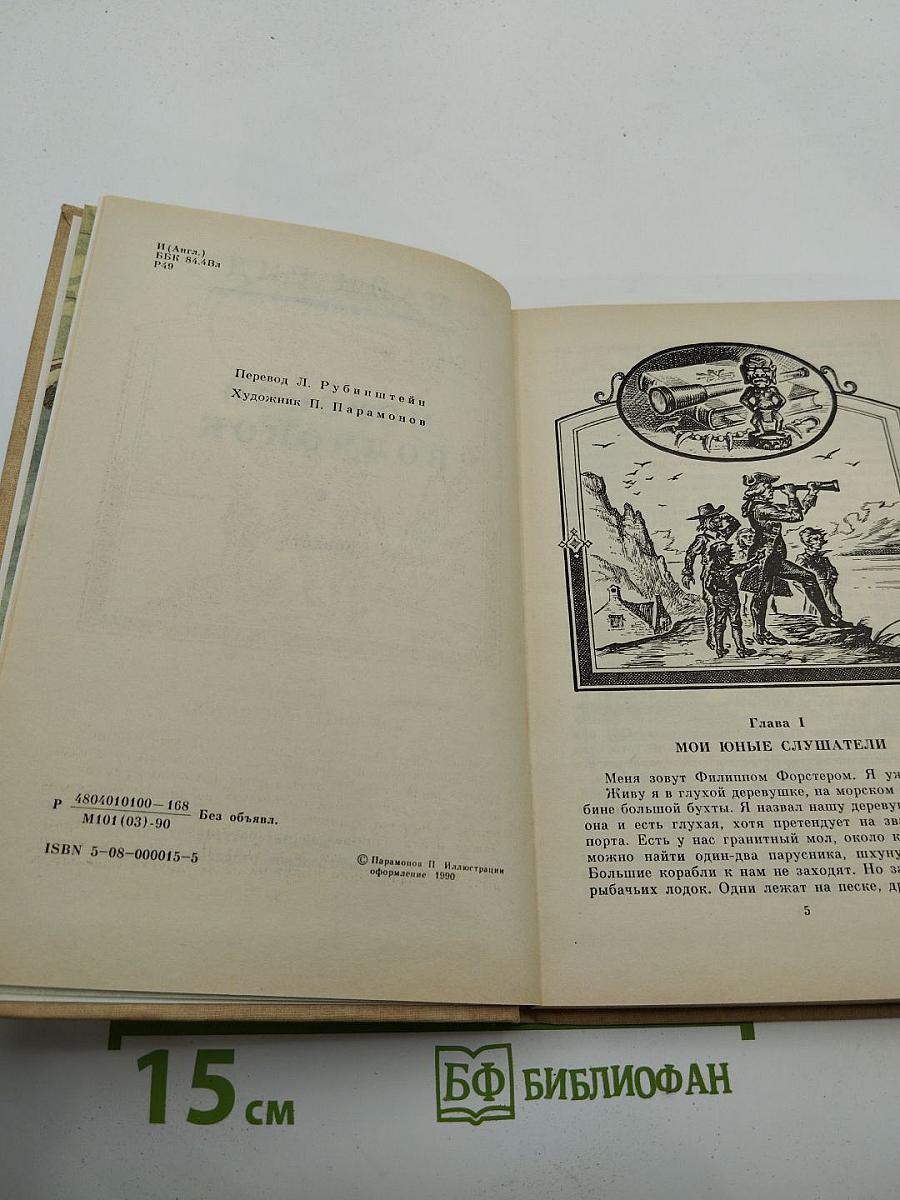 И(Англ.)
ББК 84.4Вл
Р49
Перевод Л. Рубинштейн
Художник П. Парамонов
Р 4804010100—168 Без объявл.
М101(03)-90
ISBN 5-08-000015-5
© Парамонов П Иллюстрации
оформление 1990
Глава I
МОИ ЮНЫЕ СЛУШАТЕЛИ
Меня зовут Филиппом Форстером. Я уж
Живу я в глухой деревушке, на морском
бине большой бухты. Я назвал нашу деревуш
она и есть глухая, хотя претендует на зва
порта. Есть у нас гранитный мол, около к
можно найти один-два парусника, шхун
Большие корабли к нам не заходят. Но за
рыбачьих лодок. Одни лежат на песке, др
5
15 см
БФ БИБЛИОФАН